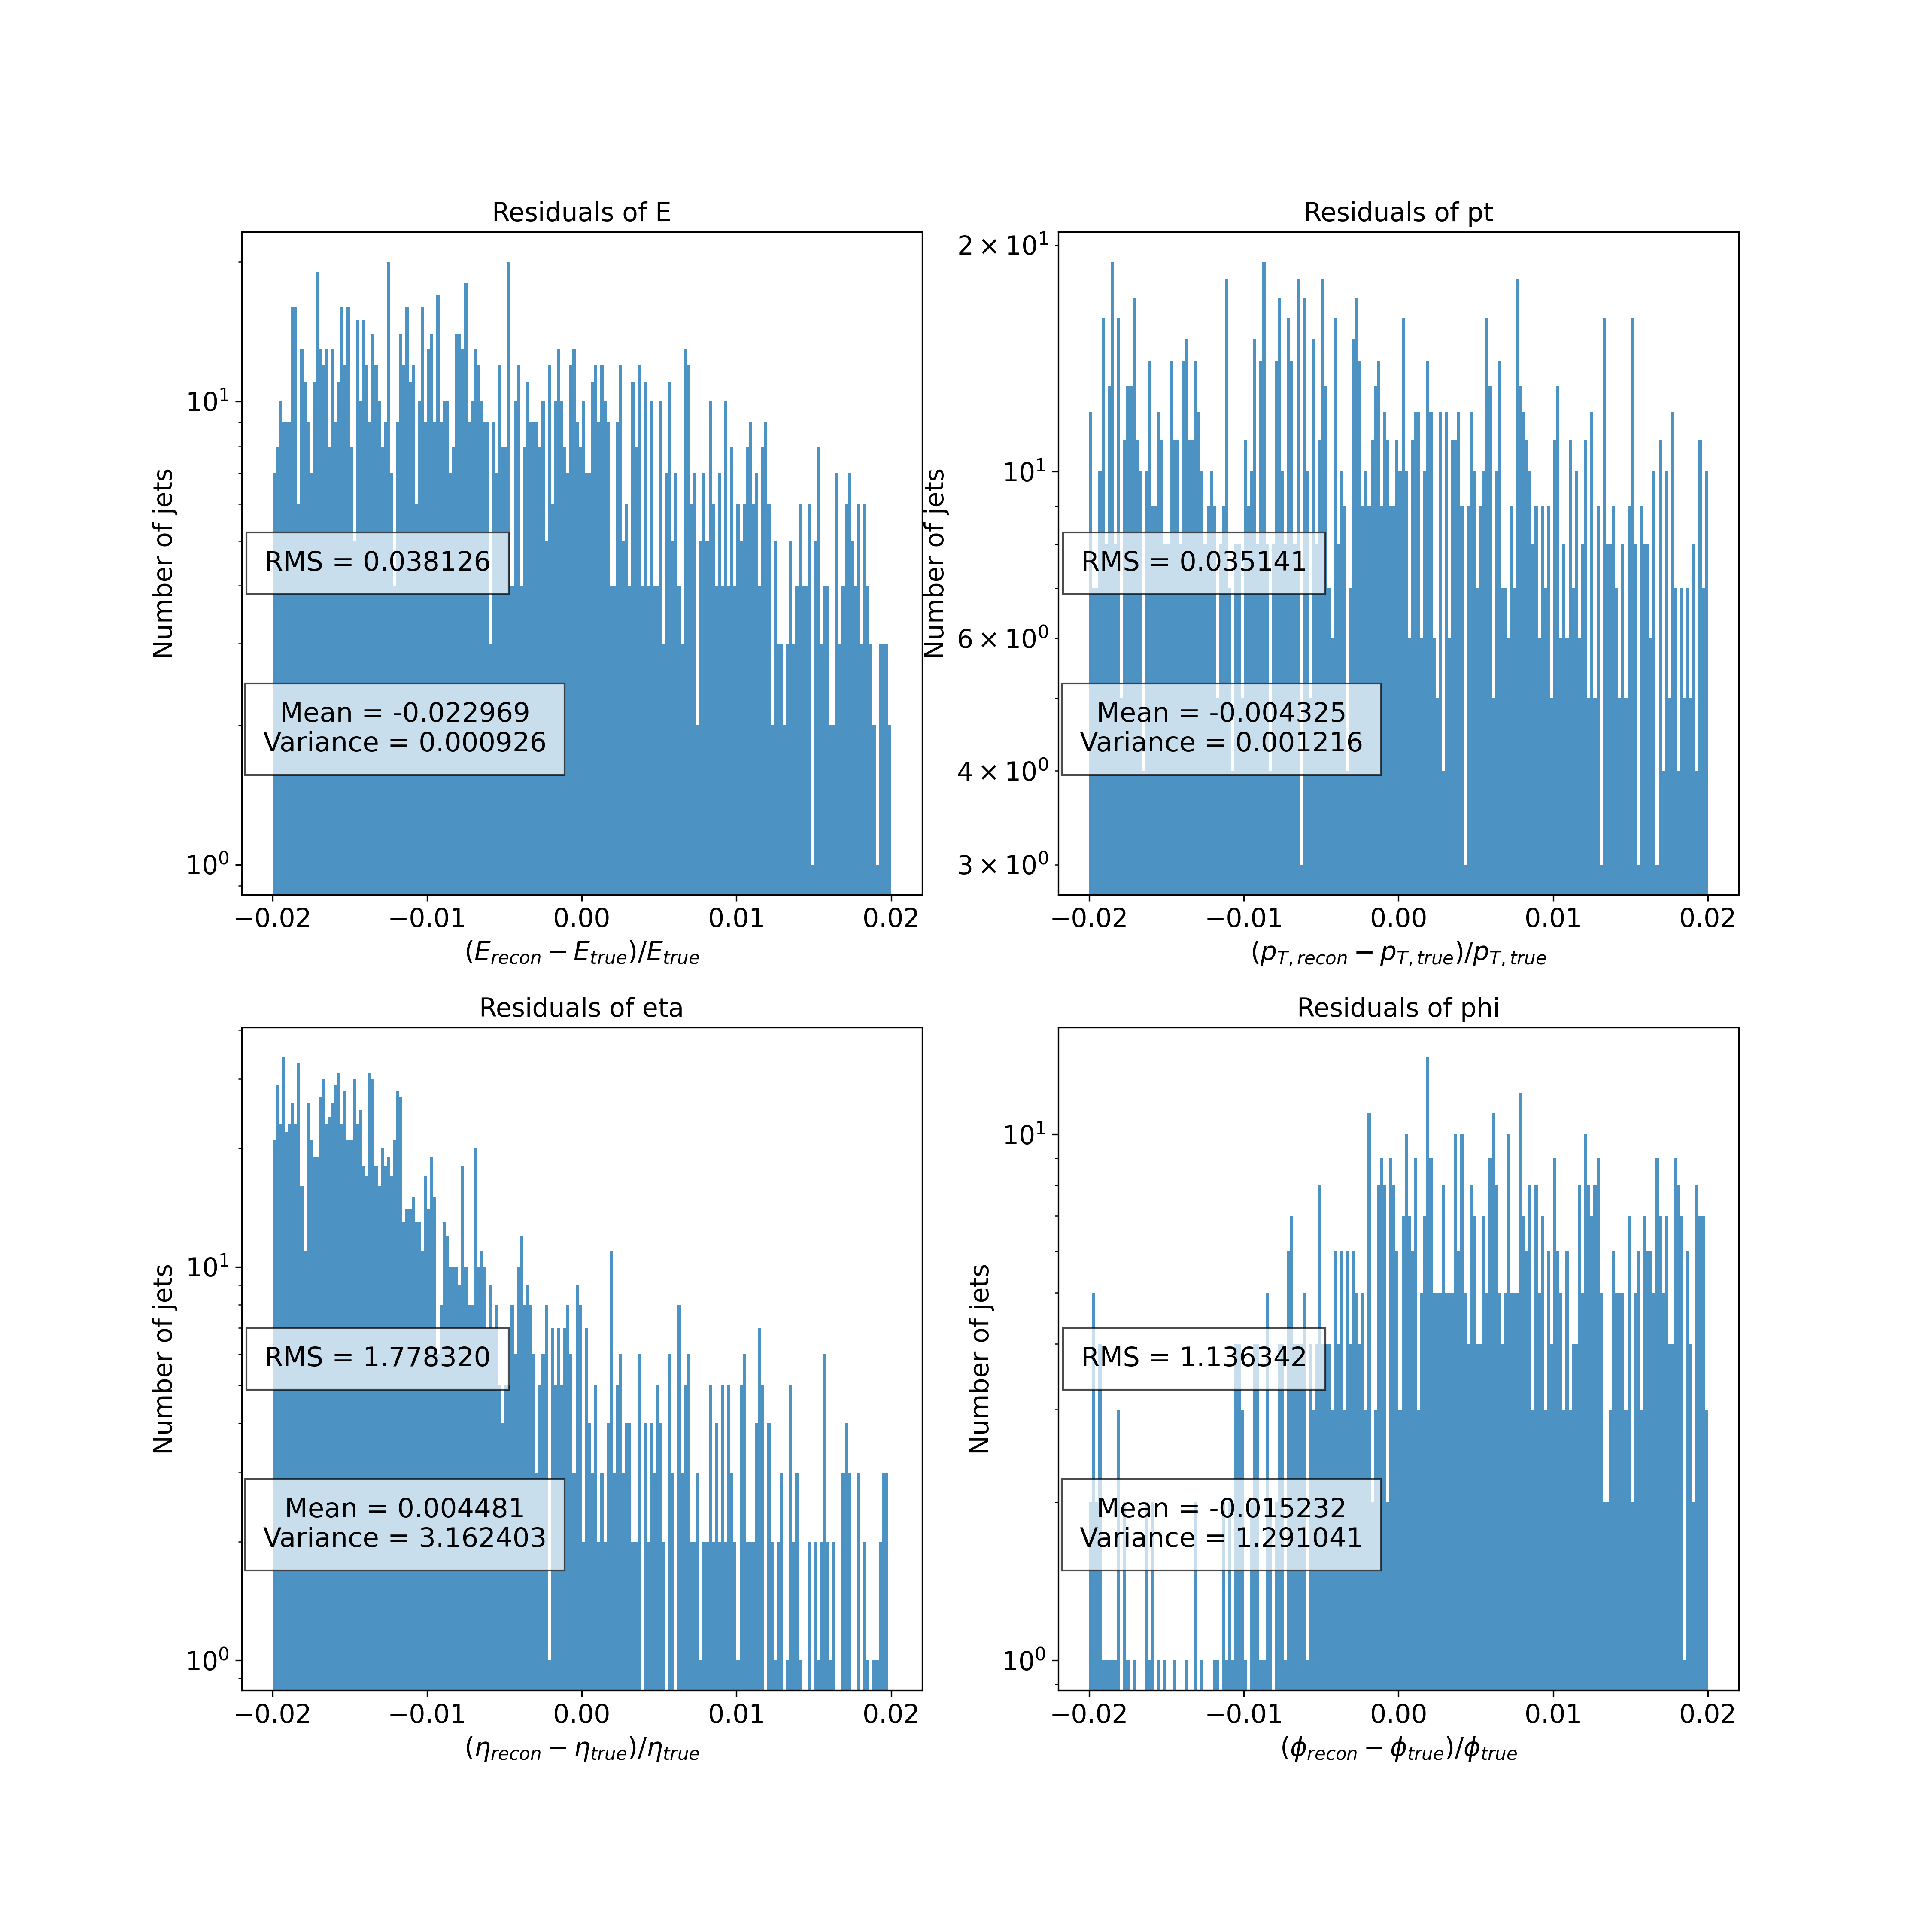 Residuals of E
Number of jets
10¹
10⁰
RMS = 0.038126
Mean = -0.022969
Variance = 0.000926
−0.02 −0.01 0.00 0.01 0.02
(E_recon − E_true)/E_true
Residuals of pt
Number of jets
2 × 10¹
10¹
6 × 10⁰
4 × 10⁰
3 × 10⁰
RMS = 0.035141
Mean = -0.004325
Variance = 0.001216
−0.02 −0.01 0.00 0.01 0.02
(p_T,recon − p_T,true)/p_T,true
Residuals of eta
Number of jets
10¹
10⁰
RMS = 1.778320
Mean = 0.004481
Variance = 3.162403
−0.02 −0.01 0.00 0.01 0.02
(η_recon − η_true)/η_true
Residuals of phi
Number of jets
10¹
10⁰
RMS = 1.136342
Mean = -0.015232
Variance = 1.291041
−0.02 −0.01 0.00 0.01 0.02
(ϕ_recon − ϕ_true)/ϕ_true